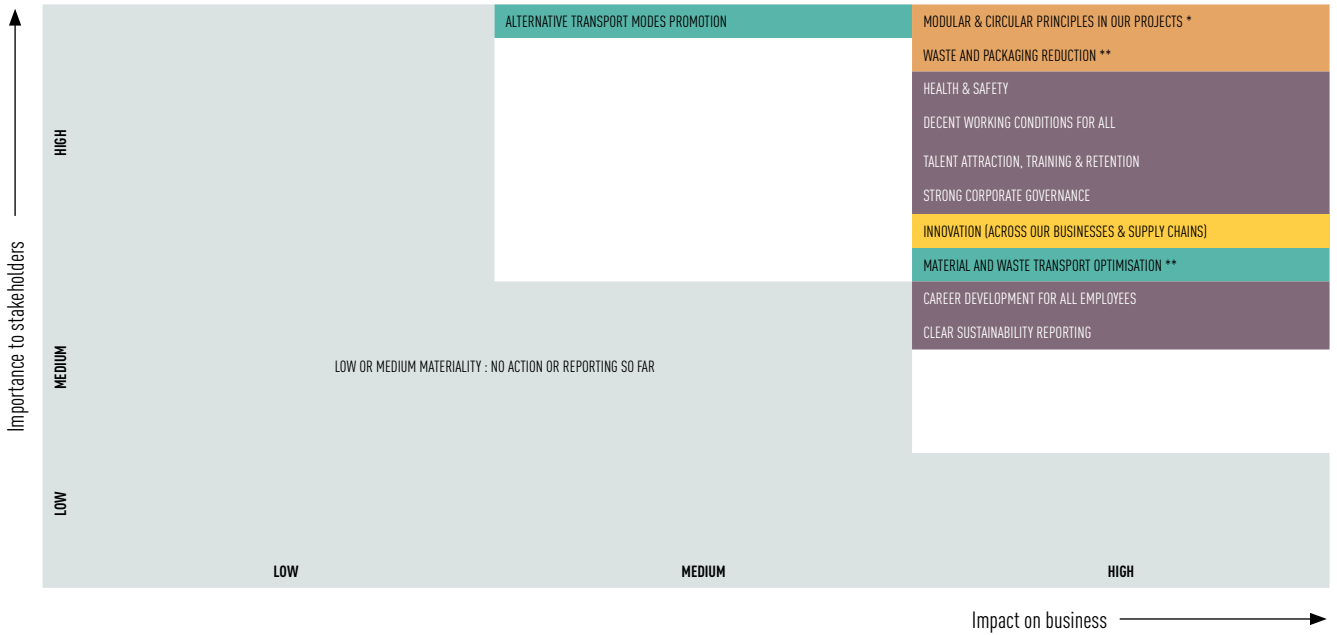 ALTERNATIVE TRANSPORT MODES PROMOTION
MODULAR & CIRCULAR PRINCIPLES IN OUR PROJECTS *
WASTE AND PACKAGING REDUCTION **
HEALTH & SAFETY
DECENT WORKING CONDITIONS FOR ALL
TALENT ATTRACTION, TRAINING & RETENTION
STRONG CORPORATE GOVERNANCE
INNOVATION (ACROSS OUR BUSINESSES & SUPPLY CHAINS)
MATERIAL AND WASTE TRANSPORT OPTIMISATION **
CAREER DEVELOPMENT FOR ALL EMPLOYEES
CLEAR SUSTAINABILITY REPORTING
LOW OR MEDIUM MATERIALITY : NO ACTION OR REPORTING SO FAR
Importance to stakeholders
HIGH
MEDIUM
LOW
LOW
MEDIUM
HIGH
Impact on business